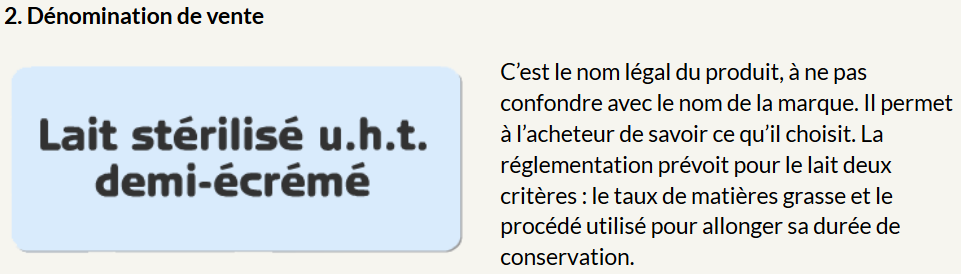 2. Dénomination de vente
Lait stérilisé u.h.t.
demi-écrémé
C’est le nom légal du produit, à ne pas
confondre avec le nom de la marque. Il permet
à l’acheteur de savoir ce qu’il choisit. La
réglementation prévoit pour le lait deux
critères : le taux de matières grasse et le
procédé utilisé pour allonger sa durée de
conservation.